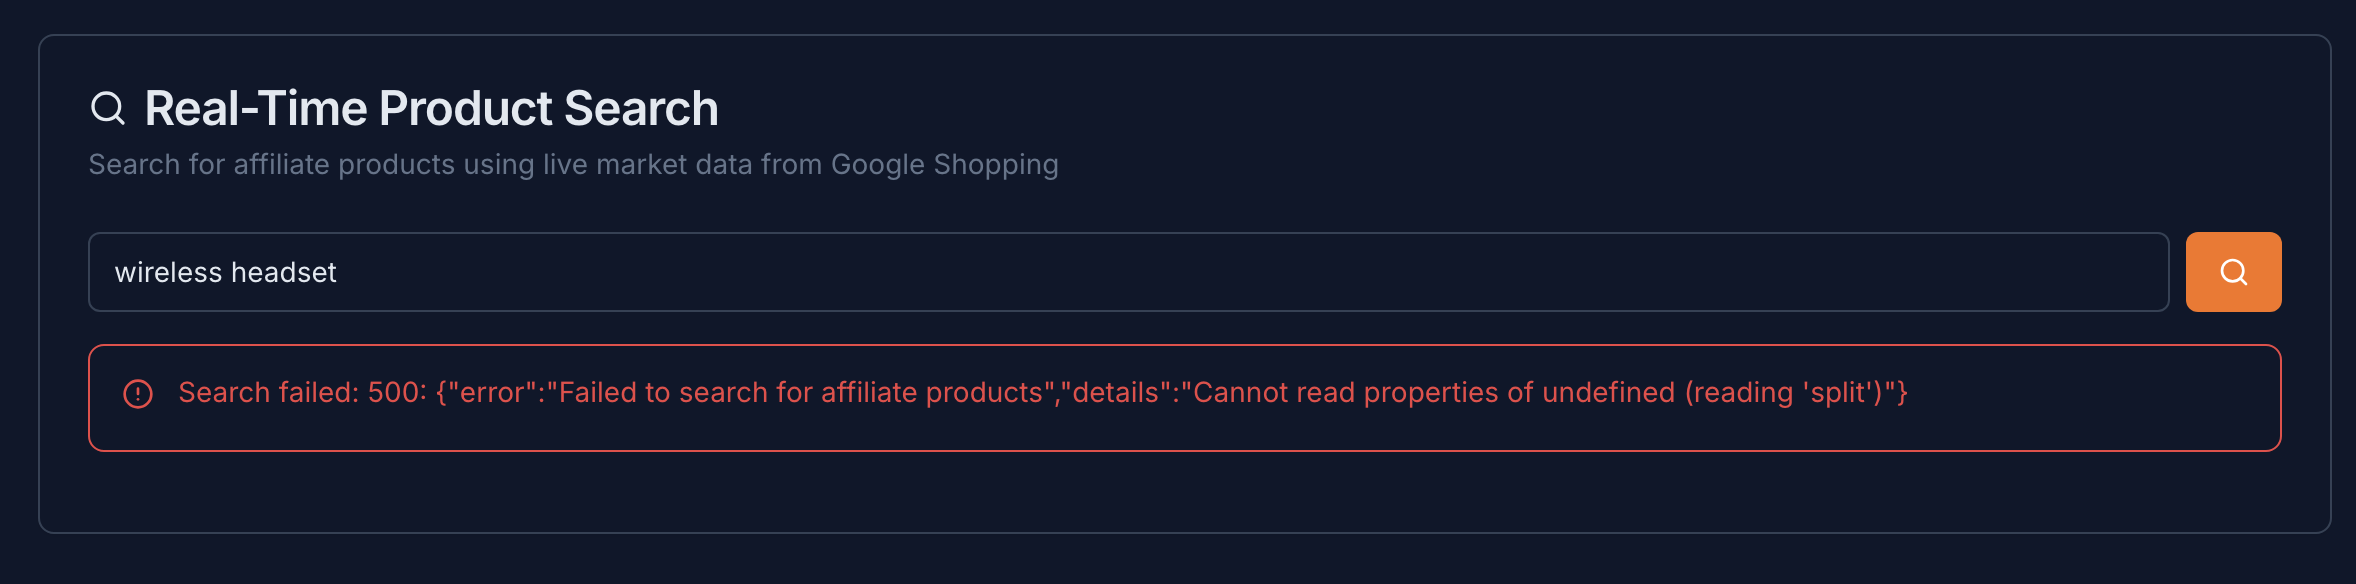 Real-Time Product Search
Search for affiliate products using live market data from Google Shopping
wireless headset
Search failed: 500: {"error":"Failed to search for affiliate products","details":"Cannot read properties of undefined (reading 'split')"}